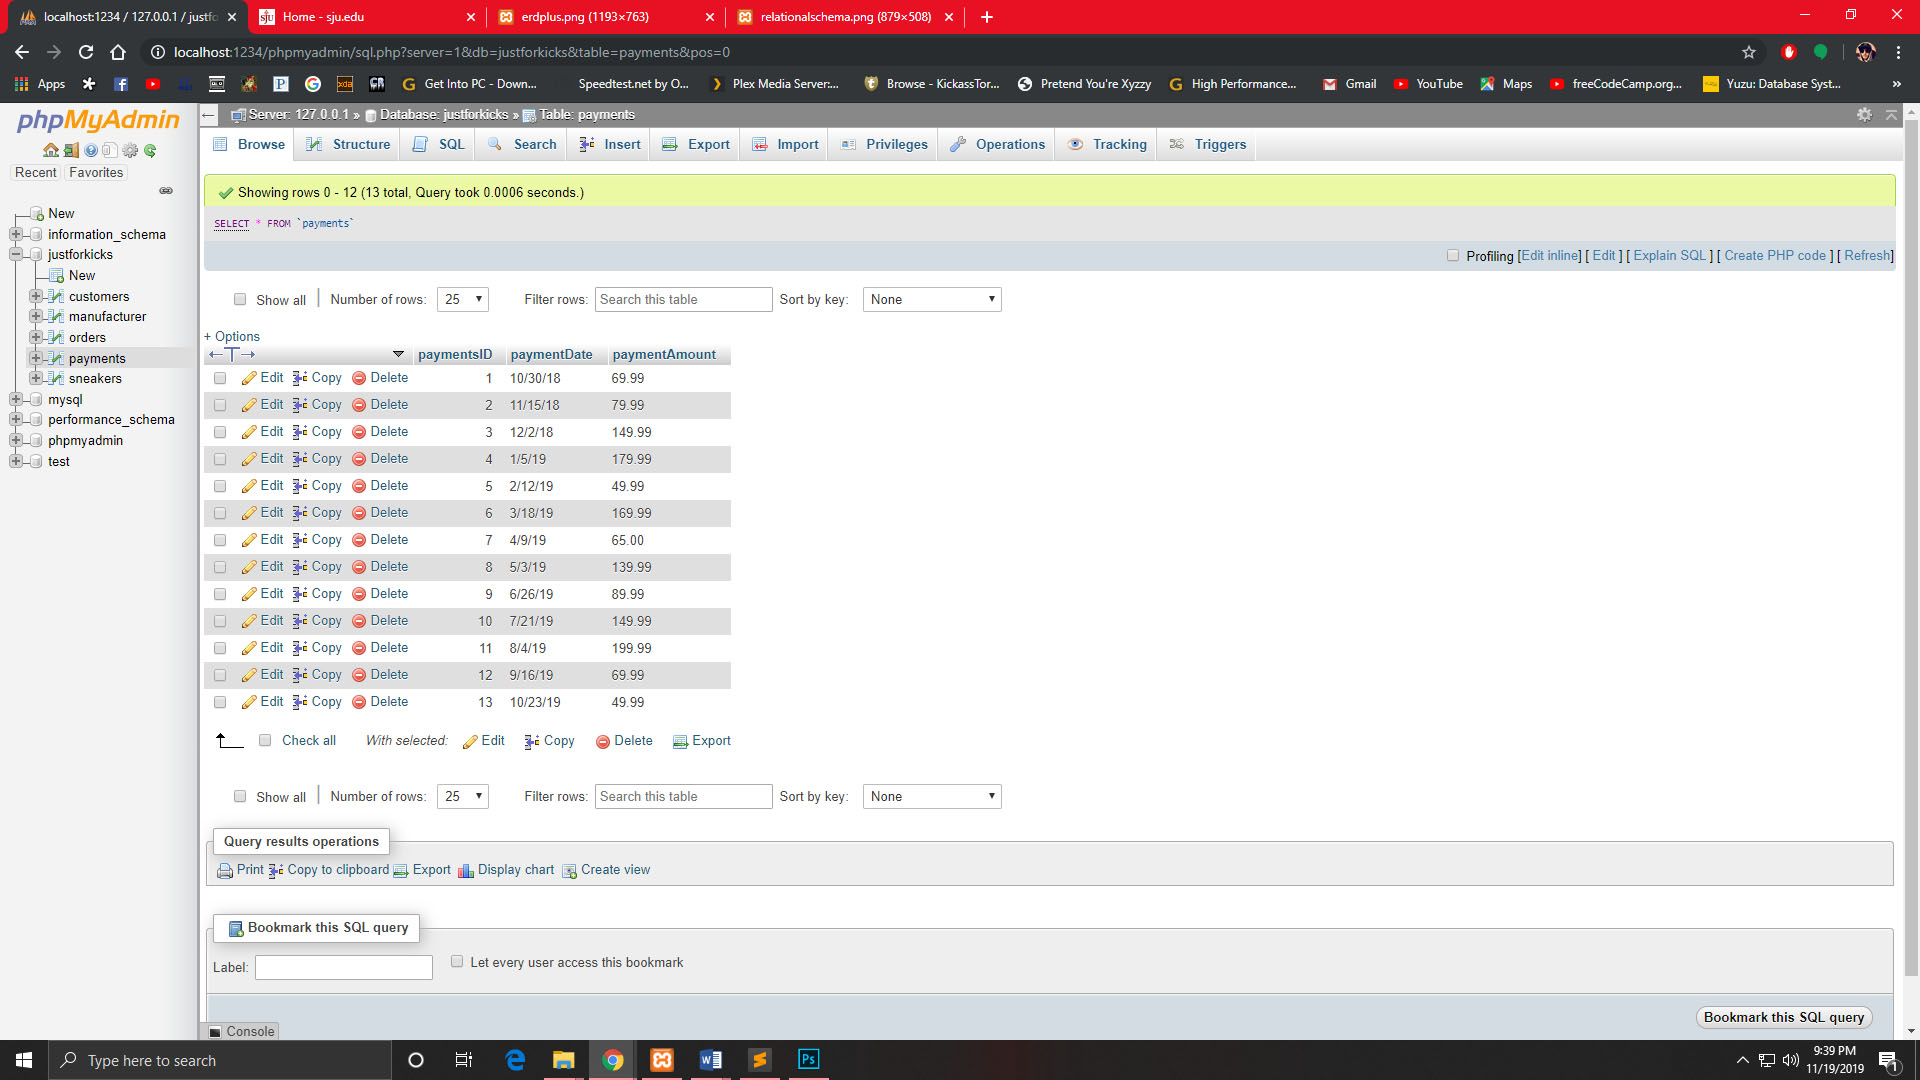 localhost:1234 / 127.0.0.1 / justfo
Home - sju.edu
erdplus.png (1193×763)
relationalschema.png (879×508)
localhost:1234/phpmyadmin/sql.php?server=1&db=justforkicks&table=payments&pos=0
Apps
Get Into PC - Down...
Speedtest.net by O...
Plex Media Server:...
Browse - KickassTor...
Pretend You're Xyzzy
High Performance...
Gmail
YouTube
Maps
freeCodeCamp.org...
Yuzu: Database Syst...
»
phpMyAdmin
Recent
Favorites
New
information_schema
justforkicks
New
customers
manufacturer
orders
payments
sneakers
mysql
performance_schema
phpmyadmin
test
Server: 127.0.0.1 » Database: justforkicks » Table: payments
Browse
Structure
SQL
Search
Insert
Export
Import
Privileges
Operations
Tracking
Triggers
Showing rows 0 - 12 (13 total, Query took 0.0006 seconds.)
SELECT * FROM `payments`
Profiling [Edit inline] [ Edit ] [ Explain SQL ] [ Create PHP code ] [ Refresh]
Show all | Number of rows: 25 Filter rows: Search this table Sort by key: None
+ Options
←T→ paymentsID paymentDate paymentAmount
Edit Copy Delete 1 10/30/18 69.99
Edit Copy Delete 2 11/15/18 79.99
Edit Copy Delete 3 12/2/18 149.99
Edit Copy Delete 4 1/5/19 179.99
Edit Copy Delete 5 2/12/19 49.99
Edit Copy Delete 6 3/18/19 169.99
Edit Copy Delete 7 4/9/19 65.00
Edit Copy Delete 8 5/3/19 139.99
Edit Copy Delete 9 6/26/19 89.99
Edit Copy Delete 10 7/21/19 149.99
Edit Copy Delete 11 8/4/19 199.99
Edit Copy Delete 12 9/16/19 69.99
Edit Copy Delete 13 10/23/19 49.99
Check all With selected: Edit Copy Delete Export
Show all | Number of rows: 25 Filter rows: Search this table Sort by key: None
Query results operations
Print Copy to clipboard Export Display chart Create view
Bookmark this SQL query
Label:
Let every user access this bookmark
Bookmark this SQL query
Console
Type here to search
9:39 PM
11/19/2019
1